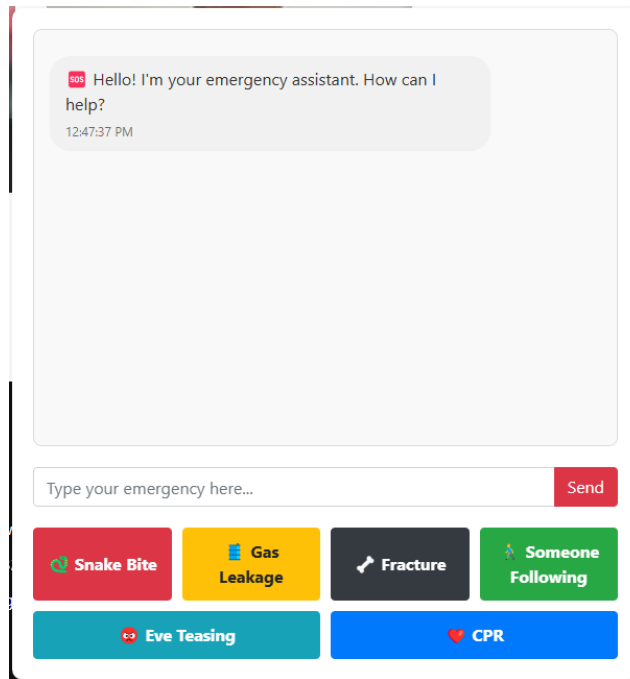 🆘 Hello! I'm your emergency assistant. How can I
help?
12:47:37 PM
Type your emergency here...
Send
Snake Bite
Gas
Leakage
Fracture
Someone
Following
Eve Teasing
CPR